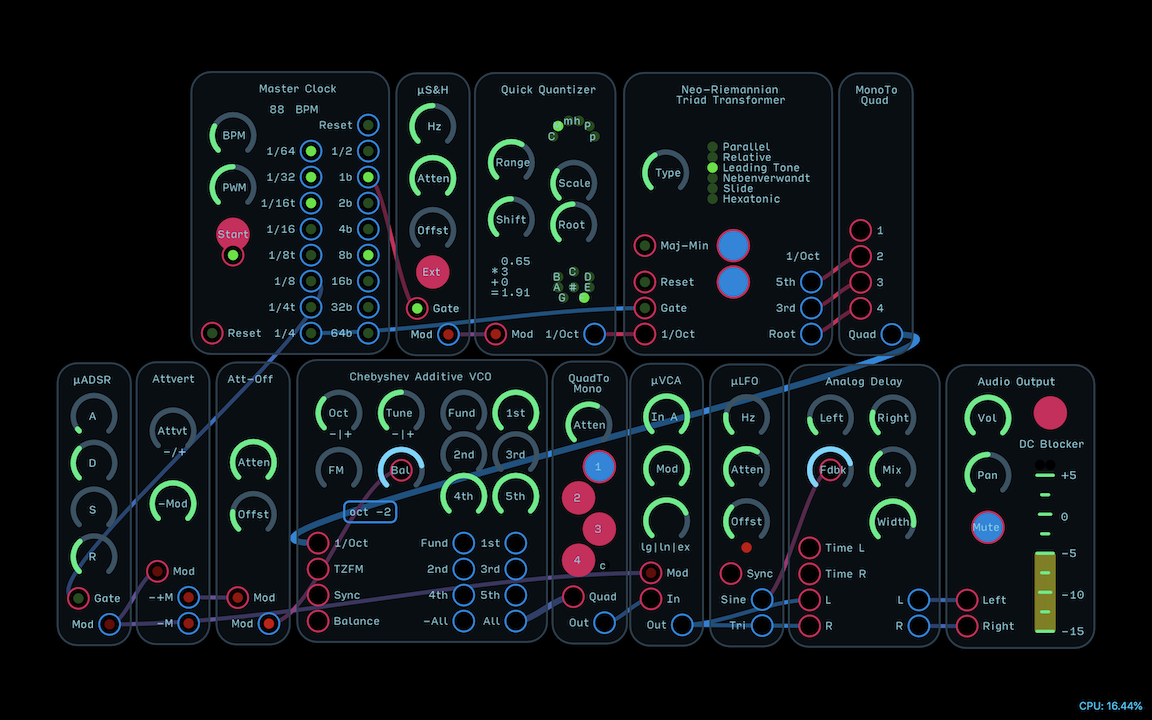 Master Clock
88 BPM
BPM
PWM
Start
Reset
1/64
1/2
1/32
1b
1/16t
2b
1/16
4b
1/8t
8b
1/8
16b
1/4t
32b
Reset
1/4
64b
µS&H
Hz
Atten
Offst
Ext
Gate
Mod
Quick Quantizer
C
m
h
P
p
Range
Scale
Shift
Root
0.65
*3
+0
=1.91
B C D
A # E
G
Mod
1/Oct
Neo-Riemannian
Triad Transformer
Type
Parallel
Relative
Leading Tone
Nebenverwandt
Slide
Hexatonic
Maj-Min
1/Oct
Reset
5th
Gate
3rd
1/Oct
Root
MonoTo
Quad
1
2
3
4
Quad
µADSR
A
D
S
R
Gate
Mod
Attvert
Attvt
-/+
-Mod
Mod
-+M
-M
Att-Off
Atten
Offst
Mod
Mod
Chebyshev Additive VCO
Oct
Tune
Fund
1st
-|+
-|+
FM
Bal
2nd
3rd
4th
5th
oct -2
1/Oct
Fund
1st
TZFM
2nd
3rd
Sync
4th
5th
Balance
-All
All
QuadTo
Mono
Atten
1
2
3
4
c
Quad
Out
µVCA
In A
Mod
lg|ln|ex
Mod
In
Out
µLFO
Hz
Atten
Offst
Sync
Sine
Tri
Analog Delay
Left
Right
Fdbk
Mix
Width
Time L
Time R
L
L
R
R
Audio Output
Vol
DC Blocker
Pan
Mute
+5
0
-5
-10
-15
Left
Right
CPU: 16.44%